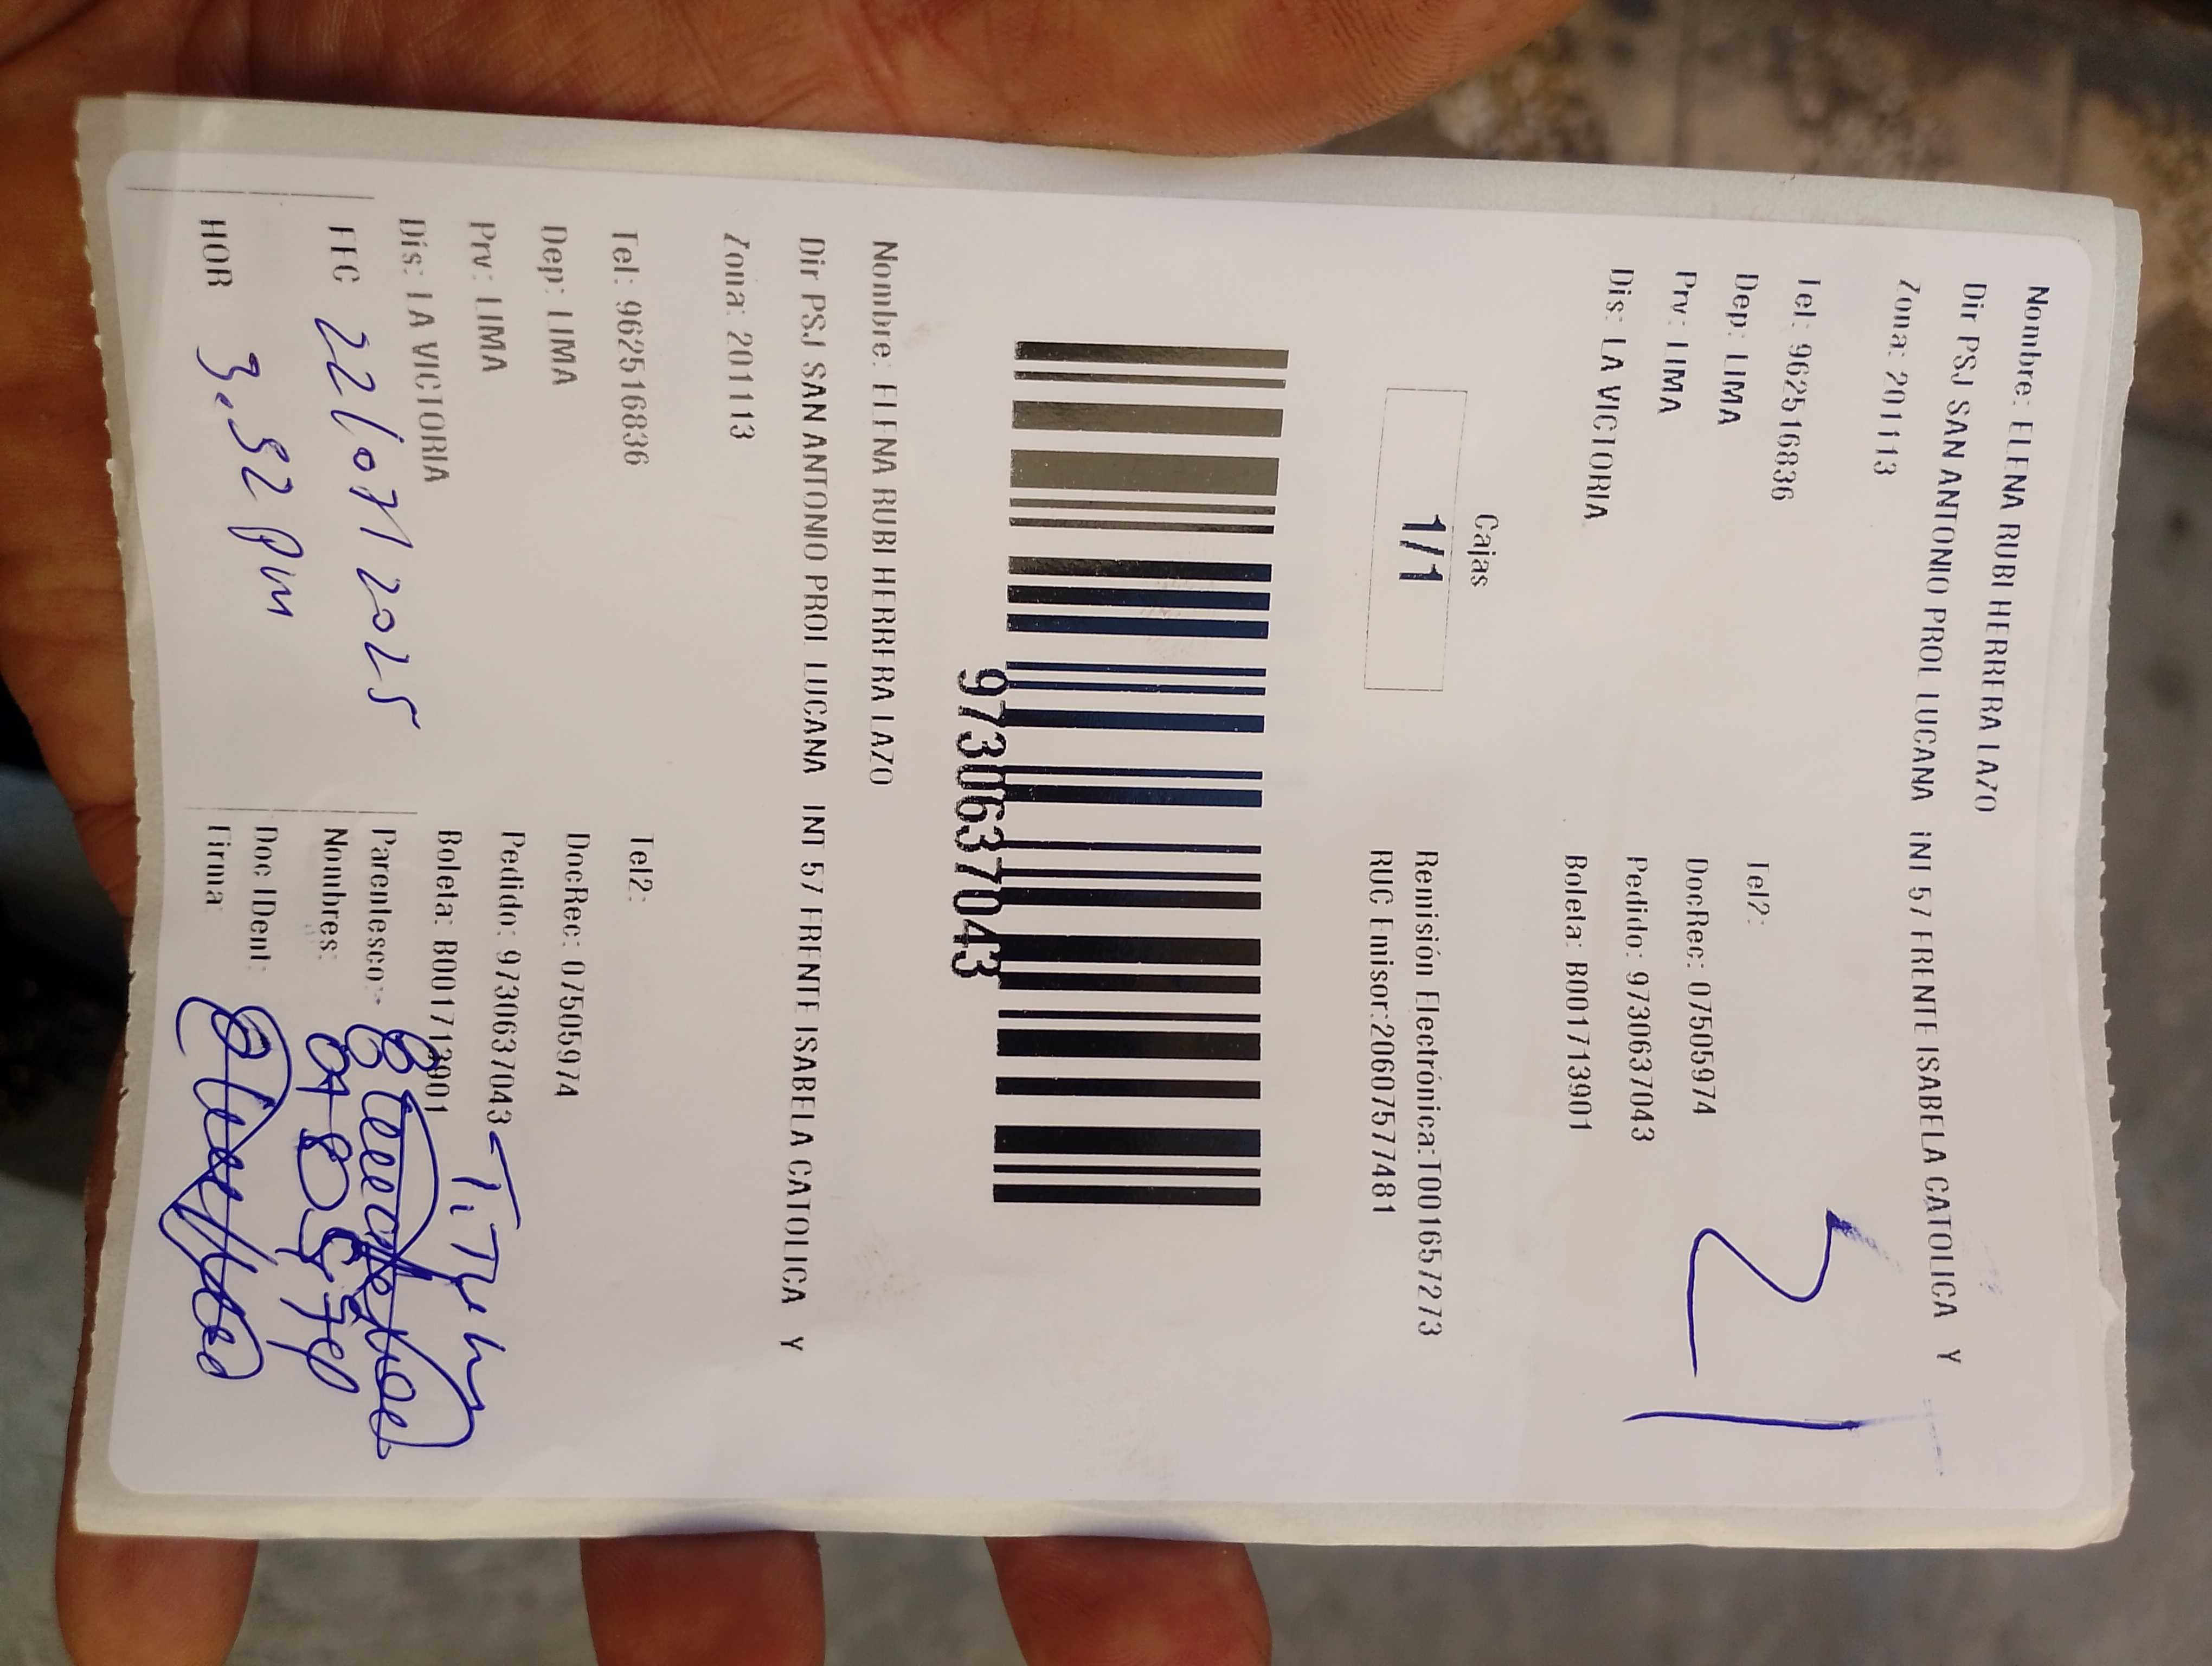 Nombre: ELENA RUBI HERRERA LAZO
Dir PSJ SAN ANTONIO PROL LUCANA INT 57 FRENTE ISABELA CATOLICA Y
Zona: 201113
Tel: 962516836
Tel2:
Dep: LIMA
DocRec: 07505974
Prv: LIMA
Pedido: 9730637043
Dis: LA VICTORIA
Boleta: B001713901
21
Cajas
1/1
Remisión Electrónica:T001657273
RUC Emisor:20607577481
9730637043
Nombre: ELENA RUBI HERRERA LAZO
Dir PSJ SAN ANTONIO PROL LUCANA INT 57 FRENTE ISABELA CATOLICA Y
Zona: 201113
Tel: 962516836
Tel2:
Dep: LIMA
DocRec: 07505974
Prv: LIMA
Pedido: 9730637043
Dis: LA VICTORIA
Boleta: B001713901
FEC 22/07/2025
Parentesco:
Nombres:
HOR 3.52 pm
Doc IDent:
Firma: